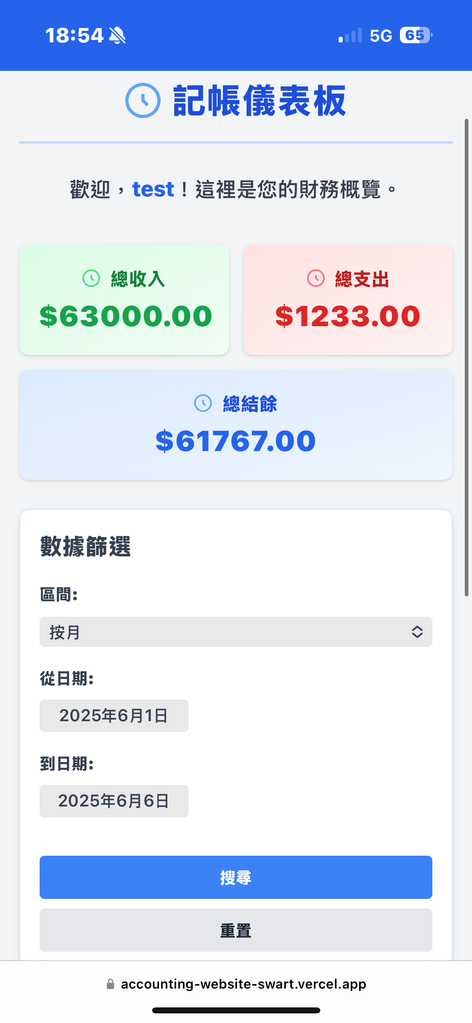 18:54
5G 65
記帳儀表板
歡迎，test！這裡是您的財務概覽。
總收入
$63000.00
總支出
$1233.00
總結餘
$61767.00
數據篩選
區間:
按月
從日期:
2025年6月1日
到日期:
2025年6月6日
搜尋
重置
accounting-website-swart.vercel.app